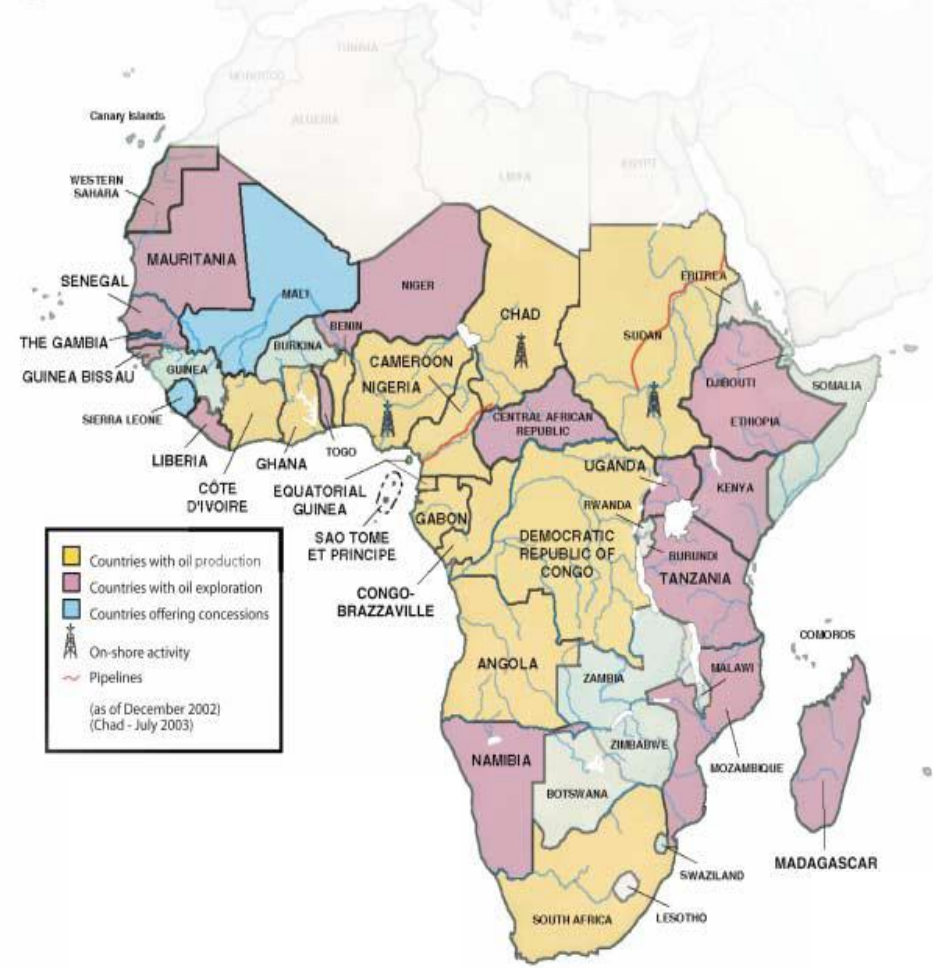 TUNISIA
MOROCCO
Canary Islands
ALGERIA
LIBYA
EGYPT
WESTERN
SAHARA
MAURITANIA
SENEGAL
MALI
NIGER
CHAD
ERITREA
SUDAN
THE GAMBIA
BENIN
BURKINA
CAMEROON
GUINEA BISSAU
GUINEA
NIGERIA
DJIBOUTI
SOMALIA
SIERRA LEONE
CENTRAL AFRICAN
REPUBLIC
ETHIOPIA
LIBERIA
GHANA
TOGO
UGANDA
CÔTE
D'IVOIRE
EQUATORIAL
GUINEA
KENYA
RWANDA
GABON
SAO TOME
ET PRINCIPE
DEMOCRATIC
REPUBLIC OF
CONGO
BURUNDI
TANZANIA
CONGO-
BRAZZAVILLE
Countries with oil production
Countries with oil exploration
Countries offering concessions
On-shore activity
Pipelines
(as of December 2002)
(Chad - July 2003)
COMOROS
ANGOLA
ZAMBIA
MALAWI
NAMIBIA
ZIMBABWE
MOZAMBIQUE
BOTSWANA
MADAGASCAR
SWAZILAND
SOUTH AFRICA
LESOTHO